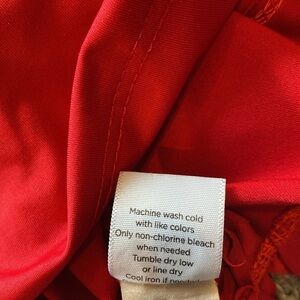 Machine wash cold
with like colors
Only non-chlorine bleach
when needed
Tumble dry low
or line dry
Cool iron if needed